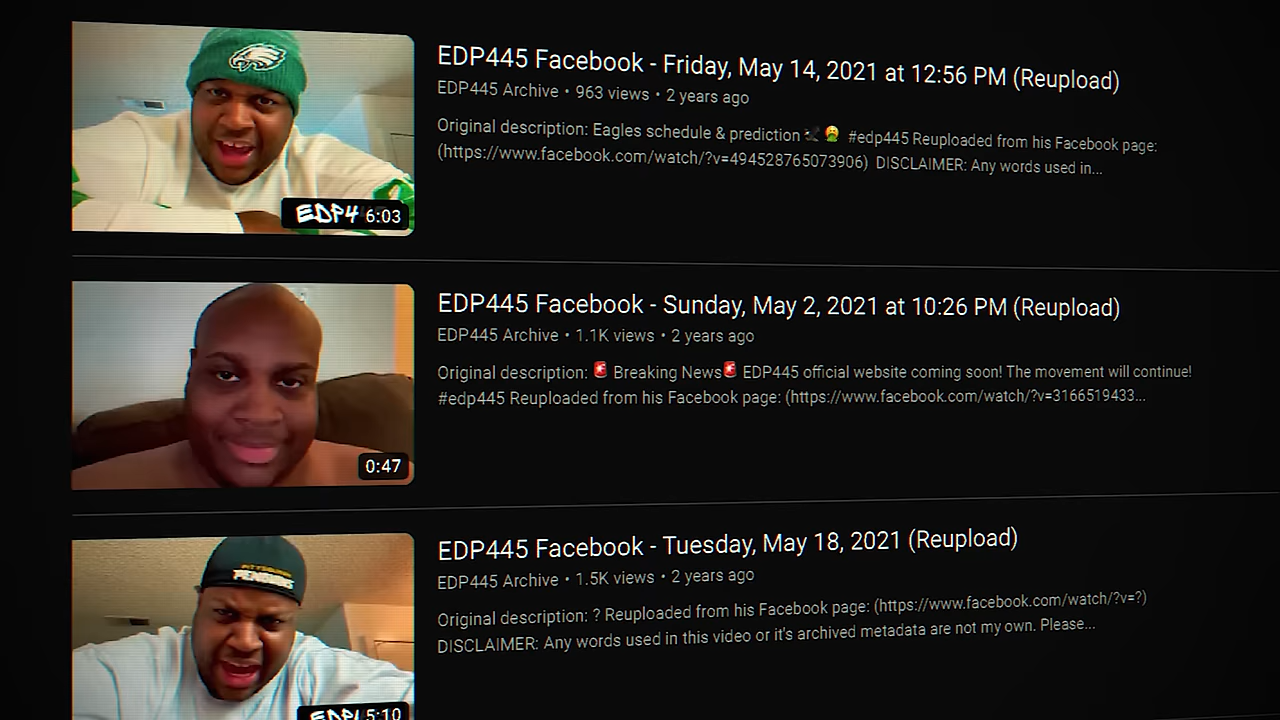 EDP445 Facebook - Friday, May 14, 2021 at 12:56 PM (Reupload)
EDP445 Archive • 963 views • 2 years ago
Original description: Eagles schedule & prediction 🦅 🤮 #edp445 Reuploaded from his Facebook page:
(https://www.facebook.com/watch/?v=494528765073906) DISCLAIMER: Any words used in...
EDP4 6:03
EDP445 Facebook - Sunday, May 2, 2021 at 10:26 PM (Reupload)
EDP445 Archive • 1.1K views • 2 years ago
Original description: 🚨 Breaking News🚨 EDP445 official website coming soon! The movement will continue!
#edp445 Reuploaded from his Facebook page: (https://www.facebook.com/watch/?v=3166519433...
0:47
EDP445 Facebook - Tuesday, May 18, 2021 (Reupload)
PITTSBURGH
PENGUINS
EDP445 Archive • 1.5K views • 2 years ago
Original description: ? Reuploaded from his Facebook page: (https://www.facebook.com/watch/?v=?)
DISCLAIMER: Any words used in this video or it's archived metadata are not my own. Please...
EDP 5:10